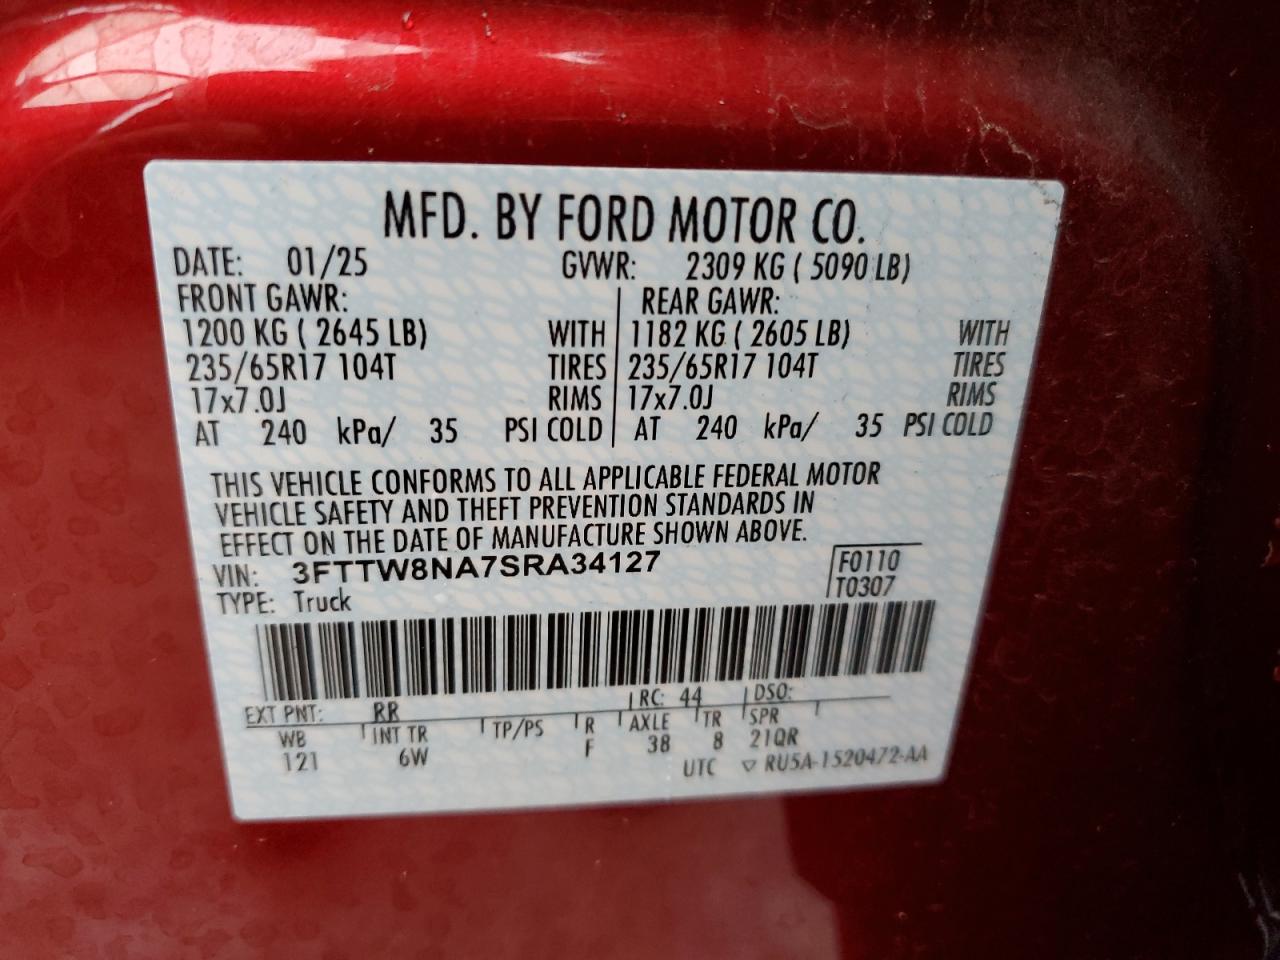 MFD. BY FORD MOTOR CO.
DATE: 01/25 GVWR: 2309 KG ( 5090 LB)
FRONT GAWR: REAR GAWR:
1200 KG ( 2645 LB) WITH 1182 KG ( 2605 LB) WITH
235/65R17 104T TIRES 235/65R17 104T TIRES
17x7.0J RIMS 17x7.0J RIMS
AT 240 kPa/ 35 PSI COLD AT 240 kPa/ 35 PSI COLD
THIS VEHICLE CONFORMS TO ALL APPLICABLE FEDERAL MOTOR
VEHICLE SAFETY AND THEFT PREVENTION STANDARDS IN
EFFECT ON THE DATE OF MANUFACTURE SHOWN ABOVE.
VIN: 3FTTW8NA7SRA34127 F0110
TYPE: Truck T0307
EXT PNT: RR RC: 44 DSO:
WB INT TR TP/PS R AXLE TR SPR
121 6W F 38 8 21QR
UTC ▽ RU5A-1520472-AA